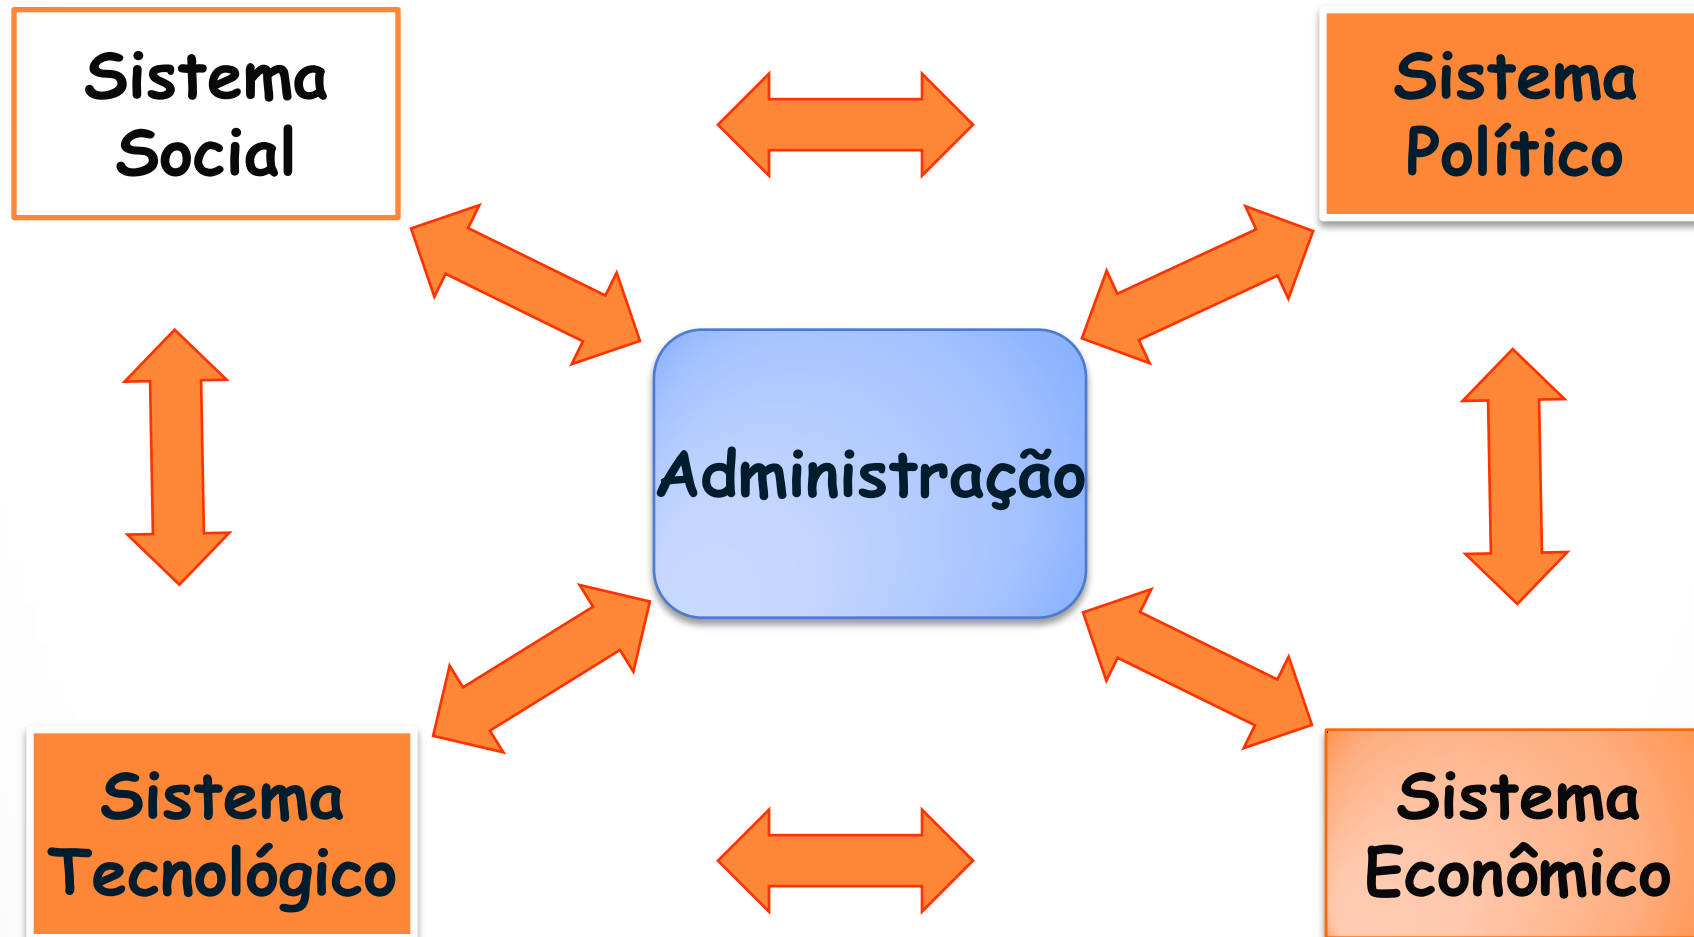 Sistema
Social
Sistema
Político
Administração
Sistema
Tecnológico
Sistema
Econômico